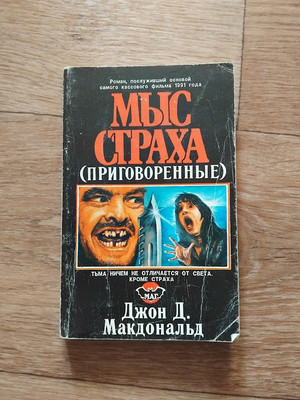 Роман, послуживший основой
самого кассового фильма 1991 года
МЫС
СТРАХА
(ПРИГОВОРЕННЫЕ)
ТЬМА НИЧЕМ НЕ ОТЛИЧАЕТСЯ ОТ СВЕТА,
КРОМЕ СТРАХА
МАГ
Джон Д.
Макдональд